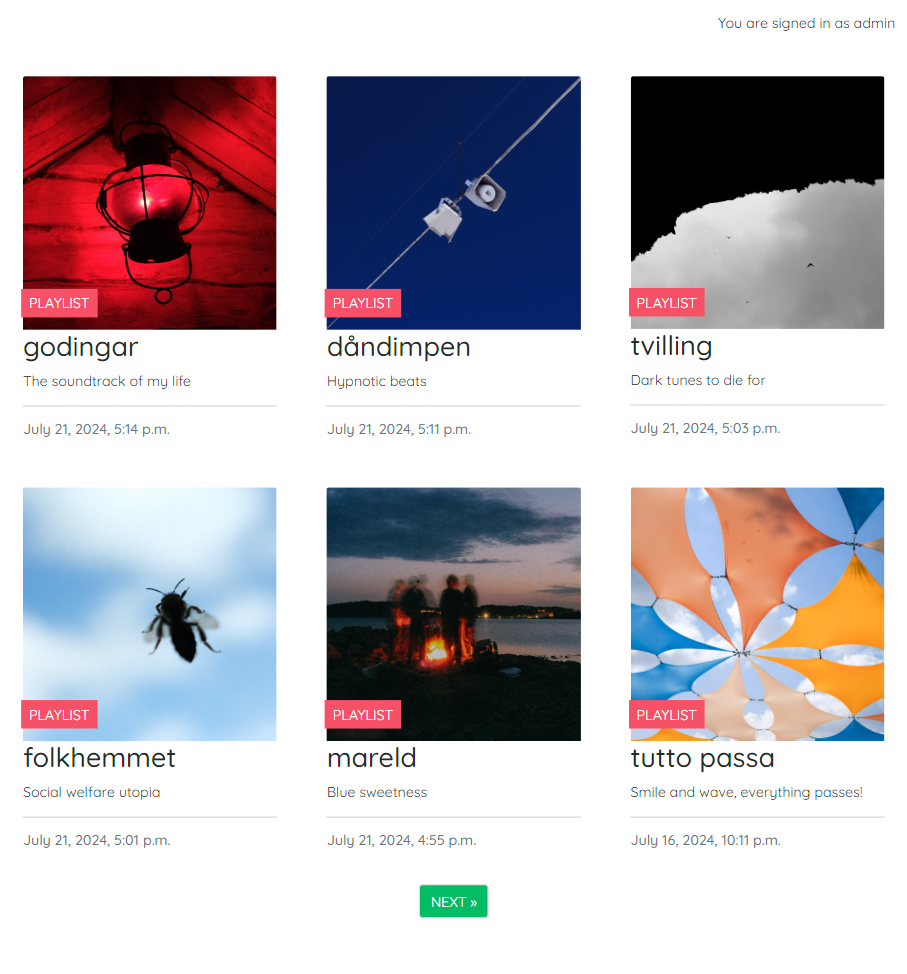 You are signed in as admin
PLAYLIST
godingar
The soundtrack of my life
July 21, 2024, 5:14 p.m.
PLAYLIST
dåndimpen
Hypnotic beats
July 21, 2024, 5:11 p.m.
PLAYLIST
tvilling
Dark tunes to die for
July 21, 2024, 5:03 p.m.
PLAYLIST
folkhemmet
Social welfare utopia
July 21, 2024, 5:01 p.m.
PLAYLIST
mareld
Blue sweetness
July 21, 2024, 4:55 p.m.
PLAYLIST
tutto passa
Smile and wave, everything passes!
July 16, 2024, 10:11 p.m.
NEXT »